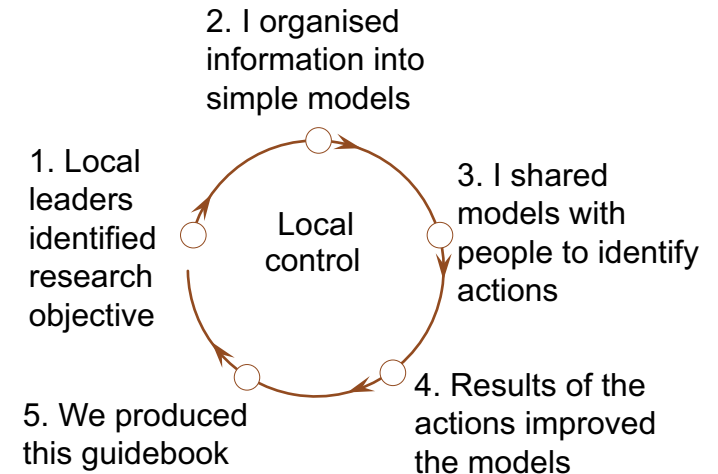 2. I organised
information into
simple models
1. Local
leaders
identified
research
objective
Local
control
3. I shared
models with
people to identify
actions
4. Results of the
actions improved
the models
5. We produced
this guidebook